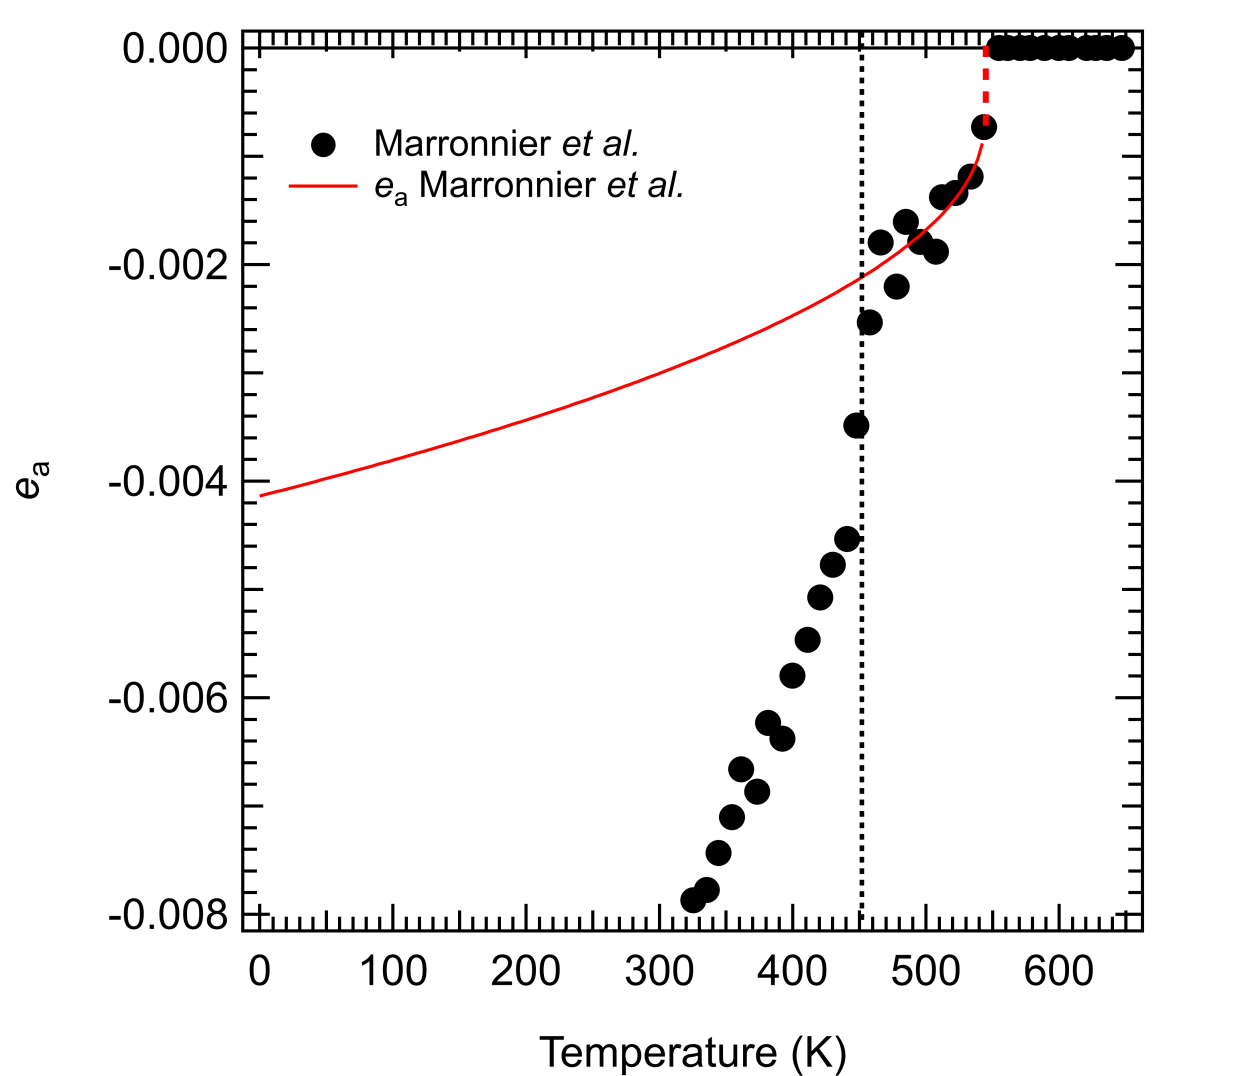 0.000
Marronnier et al.
eₐ Marronnier et al.
-0.002
-0.004
eₐ
-0.006
-0.008
0 100 200 300 400 500 600
Temperature (K)